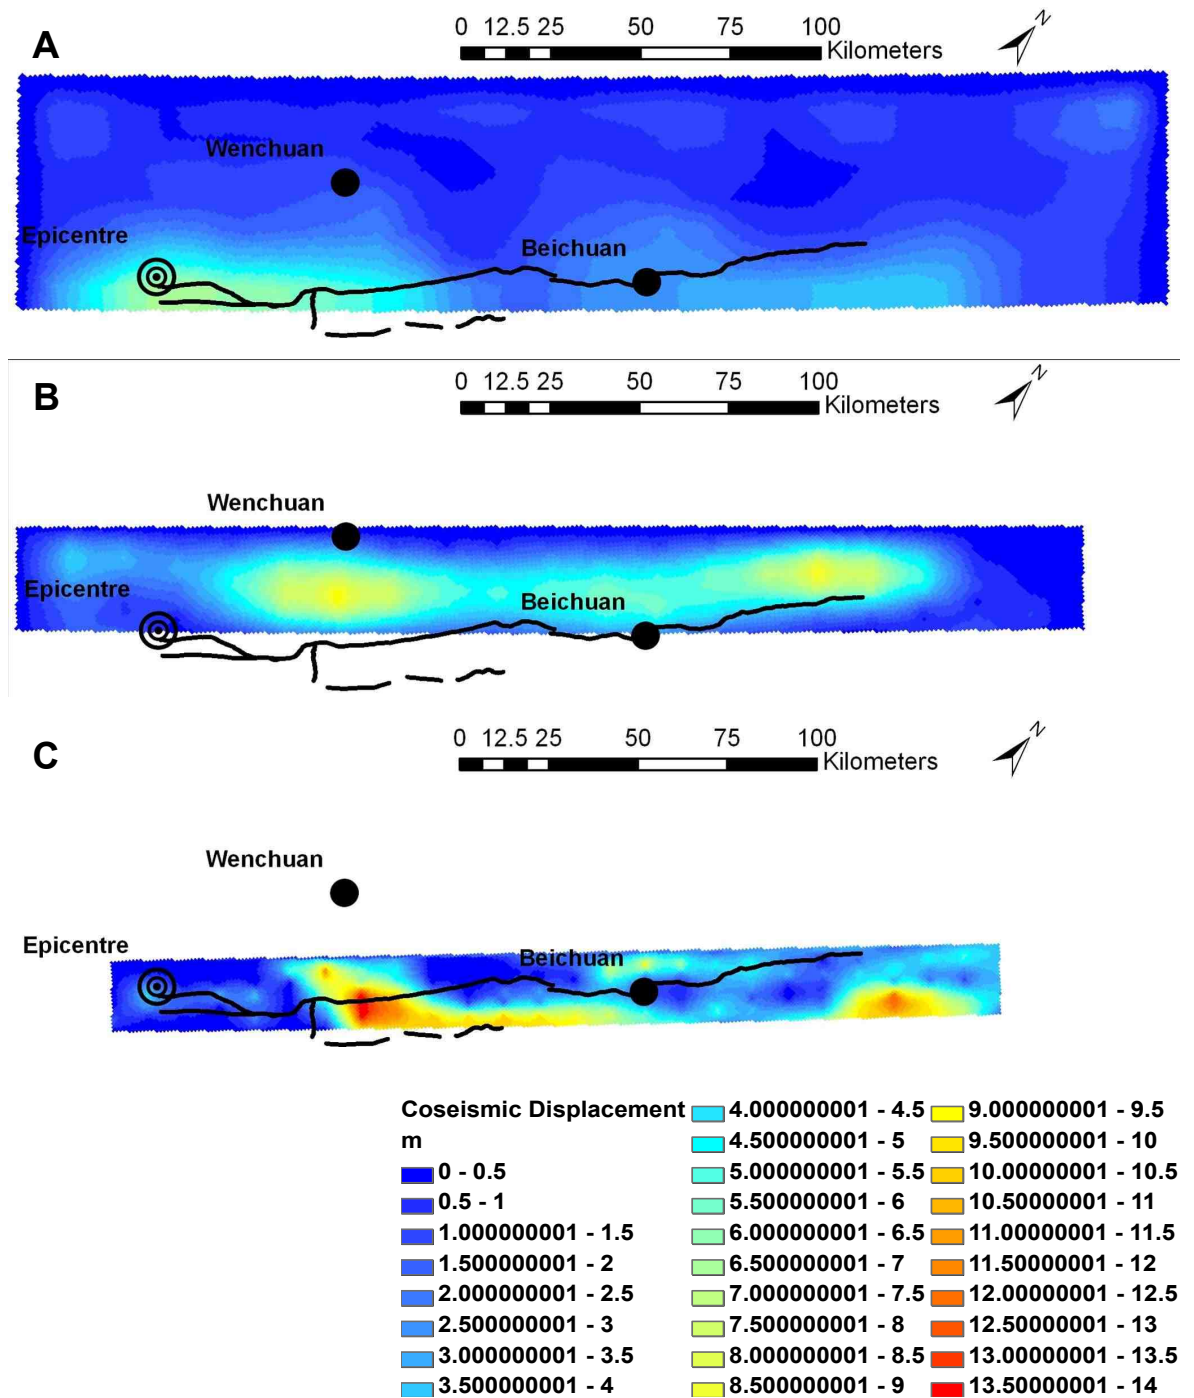 A
0 12.5 25 50 75 100
Kilometers
N
Wenchuan
Epicentre
Beichuan
B
0 12.5 25 50 75 100
Kilometers
N
Wenchuan
Epicentre
Beichuan
C
0 12.5 25 50 75 100
Kilometers
N
Wenchuan
Epicentre
Beichuan
Coseismic Displacement
m
0 - 0.5
0.5 - 1
1.000000001 - 1.5
1.500000001 - 2
2.000000001 - 2.5
2.500000001 - 3
3.000000001 - 3.5
3.500000001 - 4
4.000000001 - 4.5
4.500000001 - 5
5.000000001 - 5.5
5.500000001 - 6
6.000000001 - 6.5
6.500000001 - 7
7.000000001 - 7.5
7.500000001 - 8
8.000000001 - 8.5
8.500000001 - 9
9.000000001 - 9.5
9.500000001 - 10
10.00000001 - 10.5
10.50000001 - 11
11.00000001 - 11.5
11.50000001 - 12
12.00000001 - 12.5
12.50000001 - 13
13.00000001 - 13.5
13.50000001 - 14